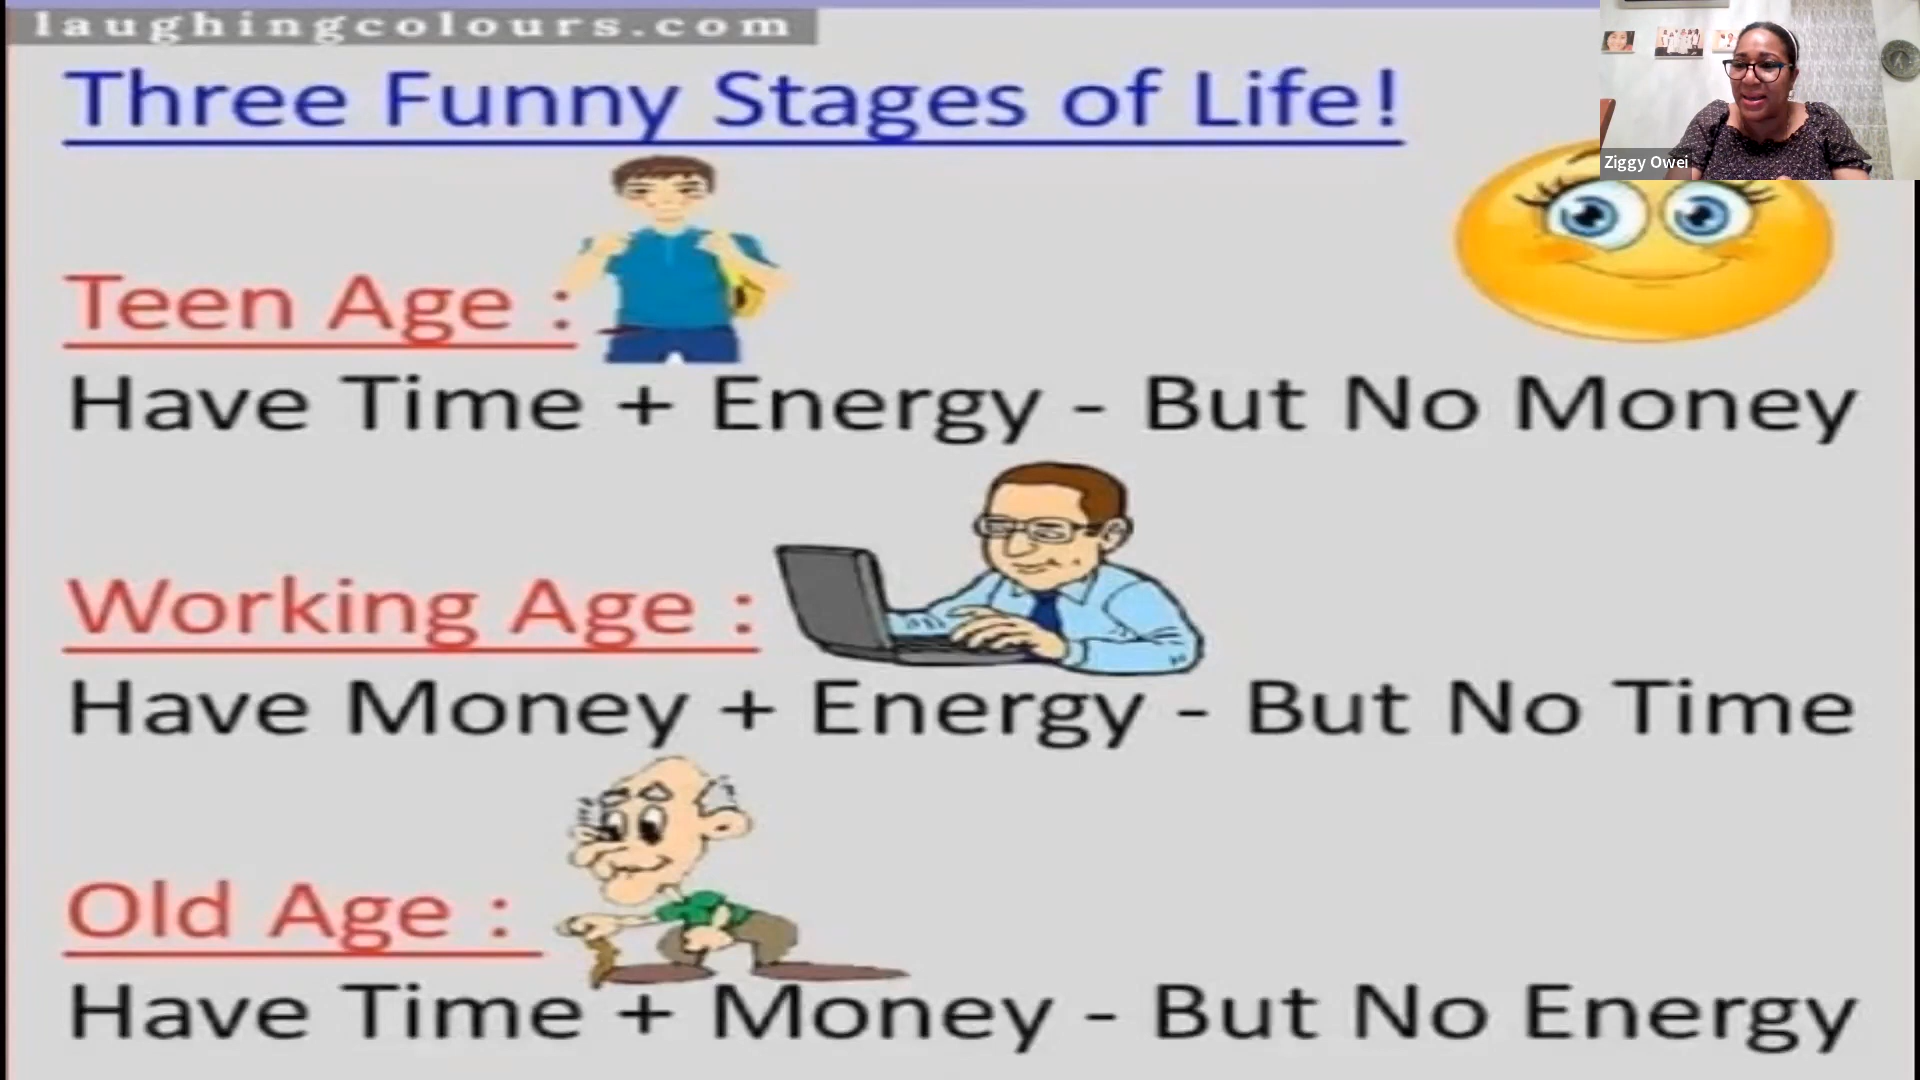 laughingcolours.com
Three Funny Stages of Life!
Ziggy Owei
Teen Age :
Have Time + Energy - But No Money
Working Age :
Have Money + Energy - But No Time
Old Age :
Have Time + Money - But No Energy